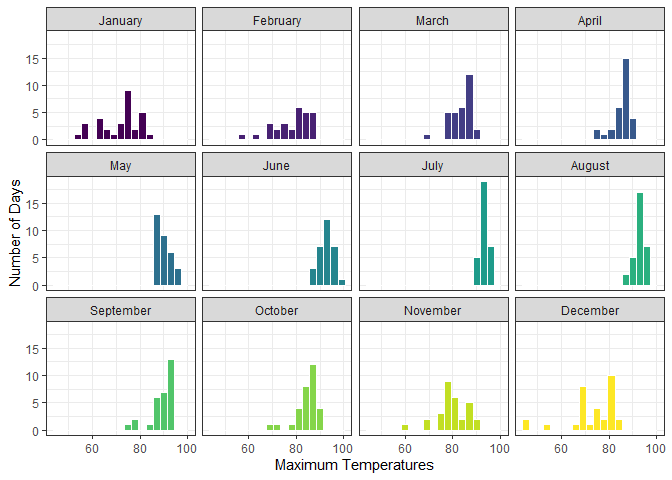 January February March April
15
10
5
0
May June July August
15
10
5
0
September October November December
15
10
5
0
60 80 100 60 80 100 60 80 100 60 80 100
Maximum Temperatures
Number of Days